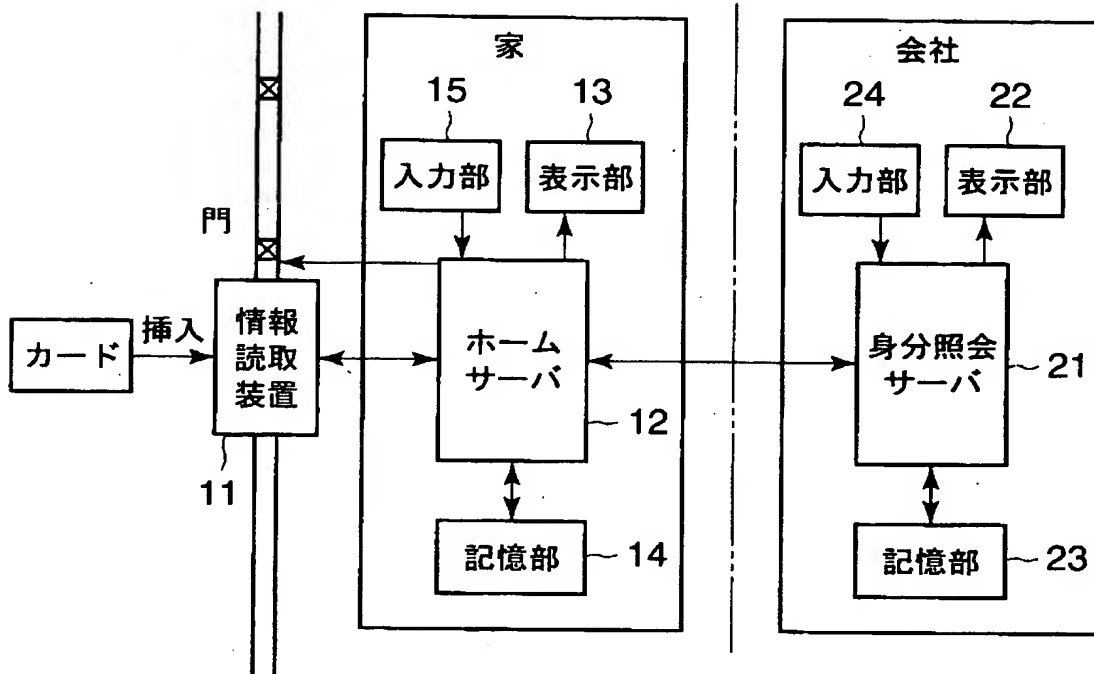 家
会社
15
13
24
22
入力部
表示部
入力部
表示部
門
カード
挿入
情報
読取
装置
ホーム
サーバ
身分照会
サーバ
11
12
21
記憶部
14
記憶部
23